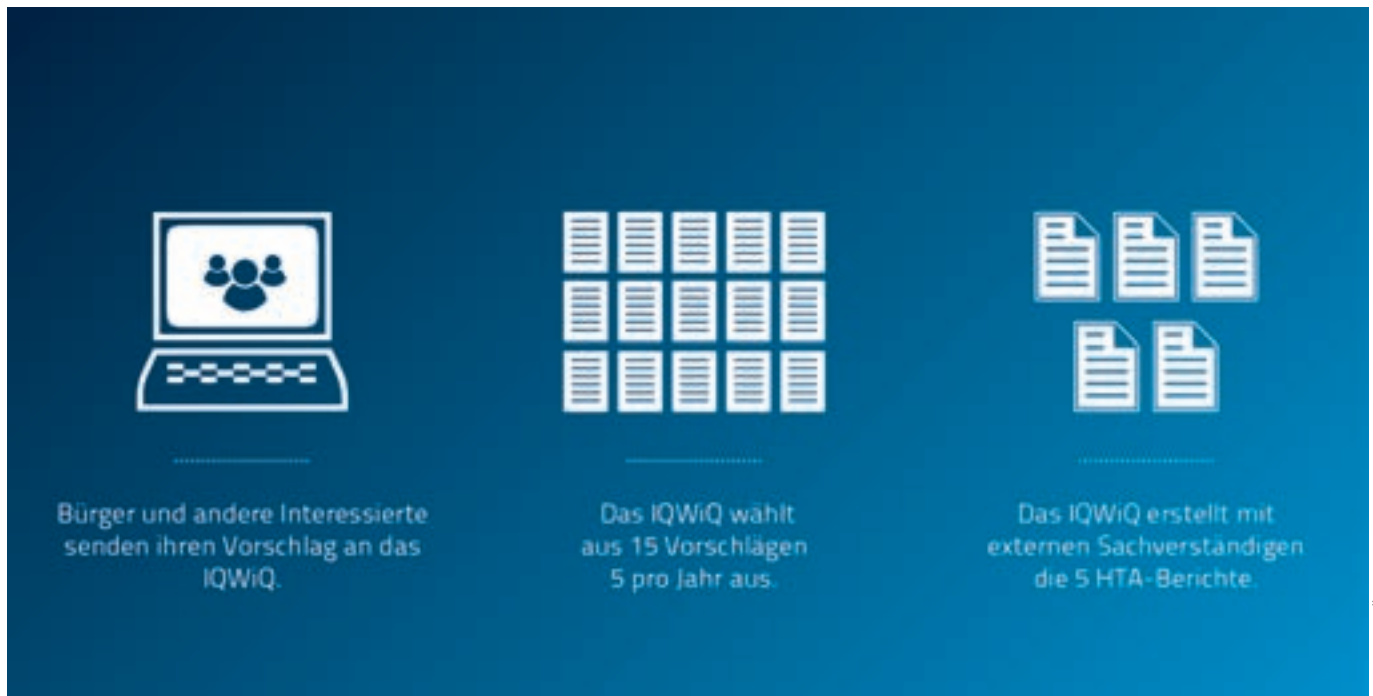 Bürger und andere Interessierte
senden ihren Vorschlag an das
IQWiQ.
Das IQWiQ wählt
aus 15 Vorschlägen
5 pro Jahr aus.
Das IQWiQ erstellt mit
externen Sachverständigen
die 5 HTA-Berichte.